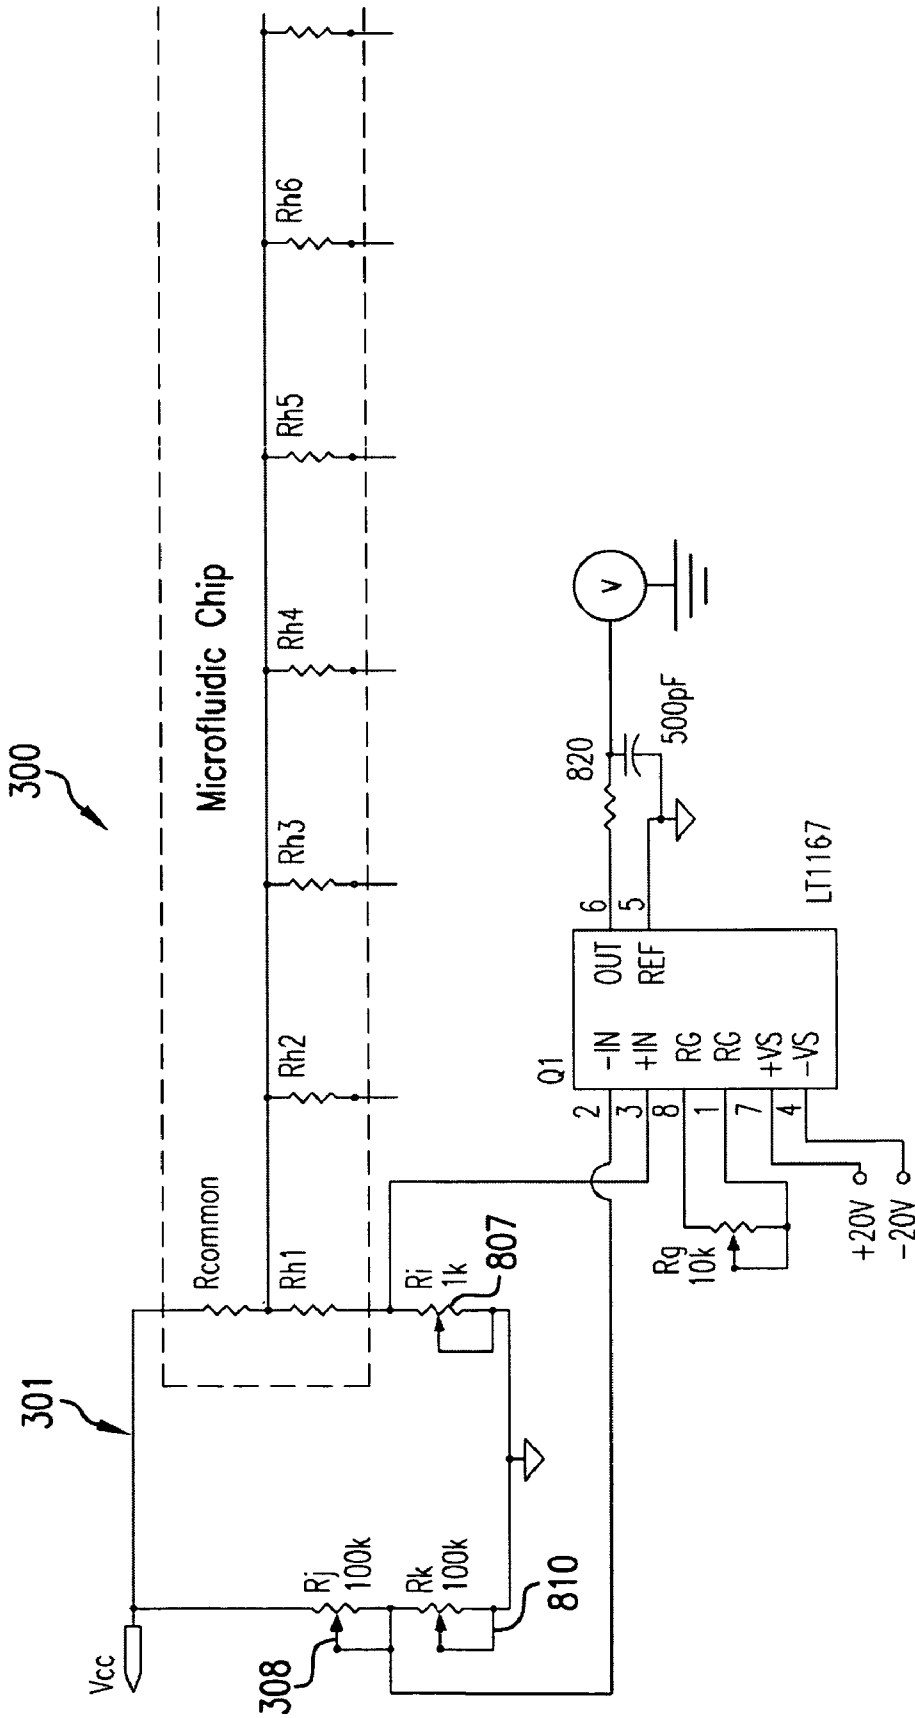 300
301
Vcc
Rcommon
Microfluidic Chip
Rh1
Rh2
Rh3
Rh4
Rh5
Rh6
Rj
100k
308
Rk
100k
810
Ri
1k
807
Q1
2
3
8
1
7
4
-IN
+IN
RG
RG
+VS
-VS
OUT
REF
6
5
LT1167
Rg
10k
+20V
-20V
820
500pF
V